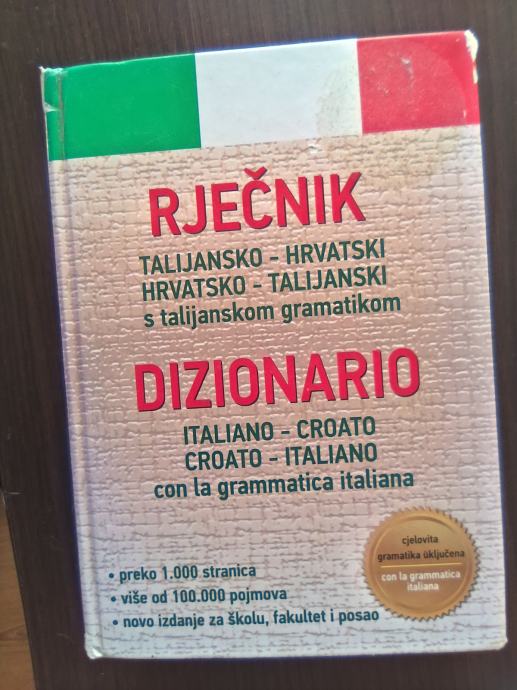 RJEČNIK
TALIJANSKO - HRVATSKI
HRVATSKO - TALIJANSKI
s talijanskom gramatikom
DIZIONARIO
ITALIANO - CROATO
CROATO - ITALIANO
con la grammatica italiana
cjelovita
gramatika uključena
con la grammatica
italiana
• preko 1.000 stranica
• više od 100.000 pojmova
• novo izdanje za školu, fakultet i posao